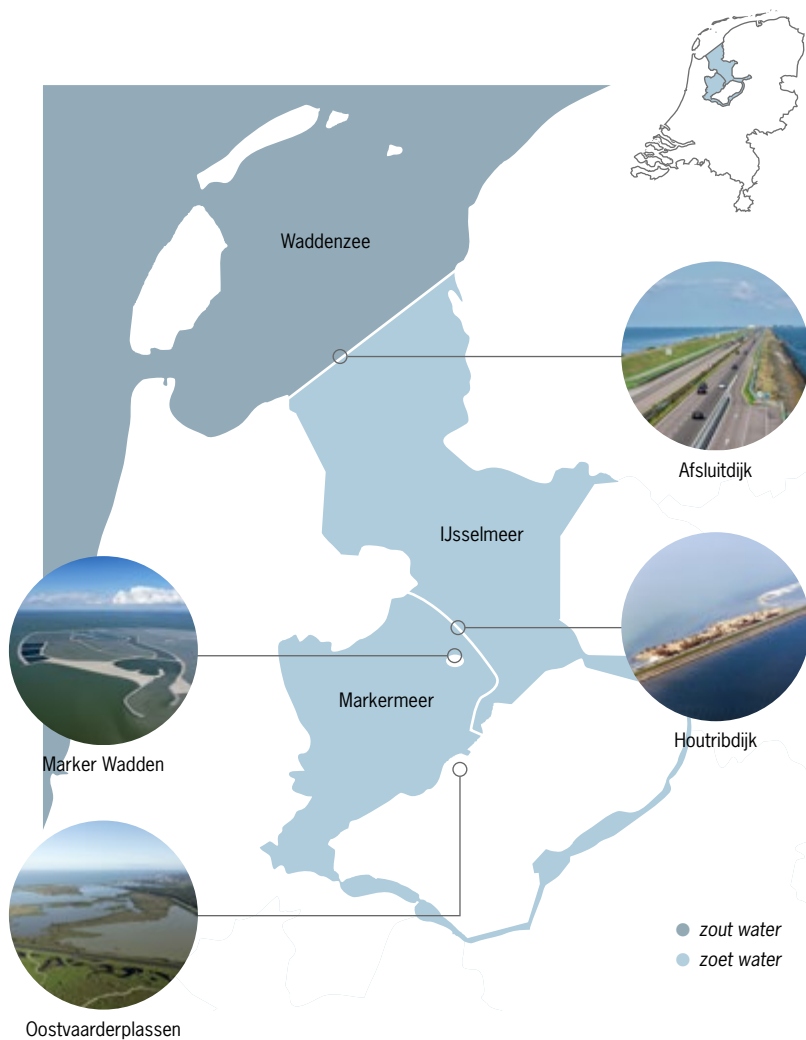 Waddenzee
Afsluitdijk
IJsselmeer
Markermeer
Houtribdijk
Marker Wadden
zout water
zoet water
Oostvaarderplassen